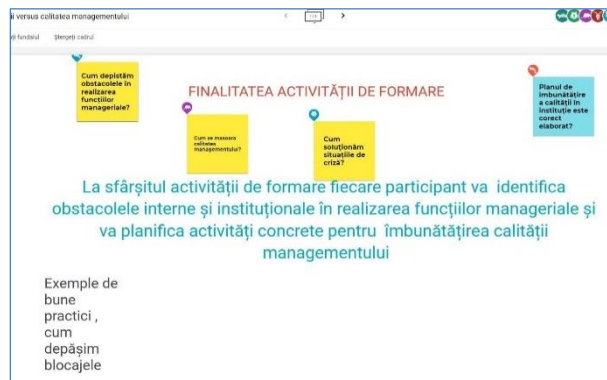 ii versus calitatea managementului
ți fundalul Ștergeți cadrul
Cum depistăm
obstacolele în
realizarea
funcțiilor
manageriale?
FINALITATEA ACTIVITĂȚII DE FORMARE
Planul de
imbunătățire
a calității în
instituție este
corect
elaborat?
Cum se masoara
calitatea
managementului?
Cum
soluționăm
situațiile de
criză?
La sfârșitul activității de formare fiecare participant va identifica
obstacolele interne și instituționale în realizarea funcțiilor manageriale și
va planifica activități concrete pentru îmbunătățirea calității
managementului
Exemple de
bune
practici ,
cum
depășim
blocajele